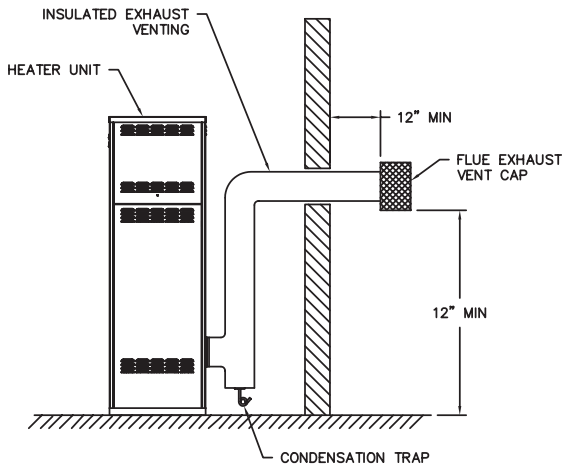 INSULATED EXHAUST
VENTING
HEATER UNIT
12" MIN
FLUE EXHAUST
VENT CAP
12" MIN
CONDENSATION TRAP